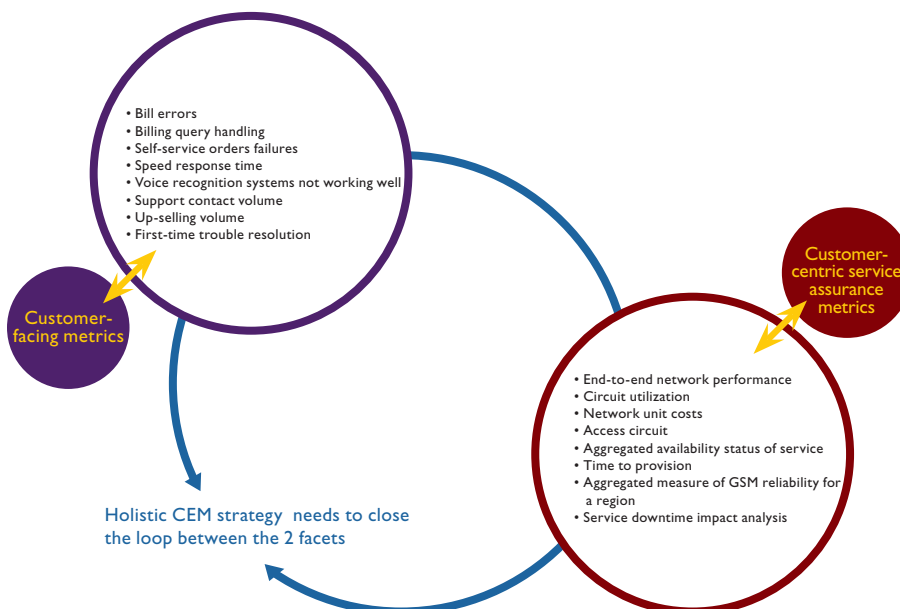 • Bill errors
• Billing query handling
• Self-service orders failures
• Speed response time
• Voice recognition systems not working well
• Support contact volume
• Up-selling volume
• First-time trouble resolution
Customer-
facing metrics
Customer-
centric service
assurance
metrics
• End-to-end network performance
• Circuit utilization
• Network unit costs
• Access circuit
• Aggregated availability status of service
• Time to provision
• Aggregated measure of GSM reliability for
a region
• Service downtime impact analysis
Holistic CEM strategy needs to close
the loop between the 2 facets